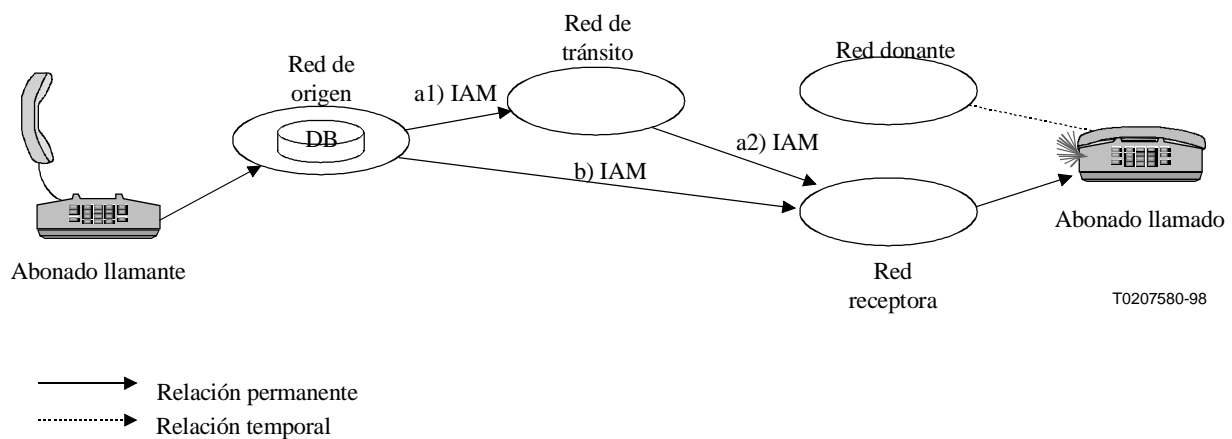 Red de
tránsito
Red donante
Red de
origen
a1) IAM
DB
a2) IAM
b) IAM
Abonado llamado
Abonado llamante
Red
receptora
T0207580-98
Relación permanente
Relación temporal